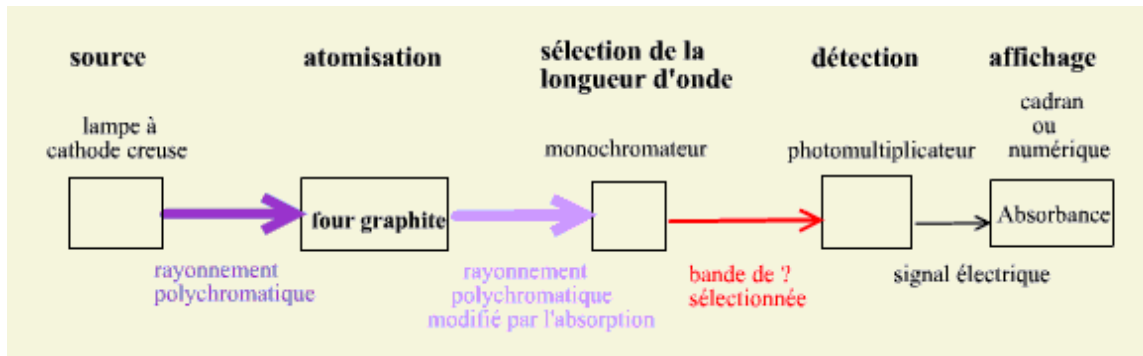 source
atomisation
sélection de la
longueur d'onde
détection
affichage
lampe à
cathode creuse
monochromateur
photomultiplicateur
cadran
ou
numérique
four graphite
Absorbance
rayonnement
polychromatique
rayonnement
polychromatique
modifié par l'absorption
bande de ?
sélectionnée
signal électrique